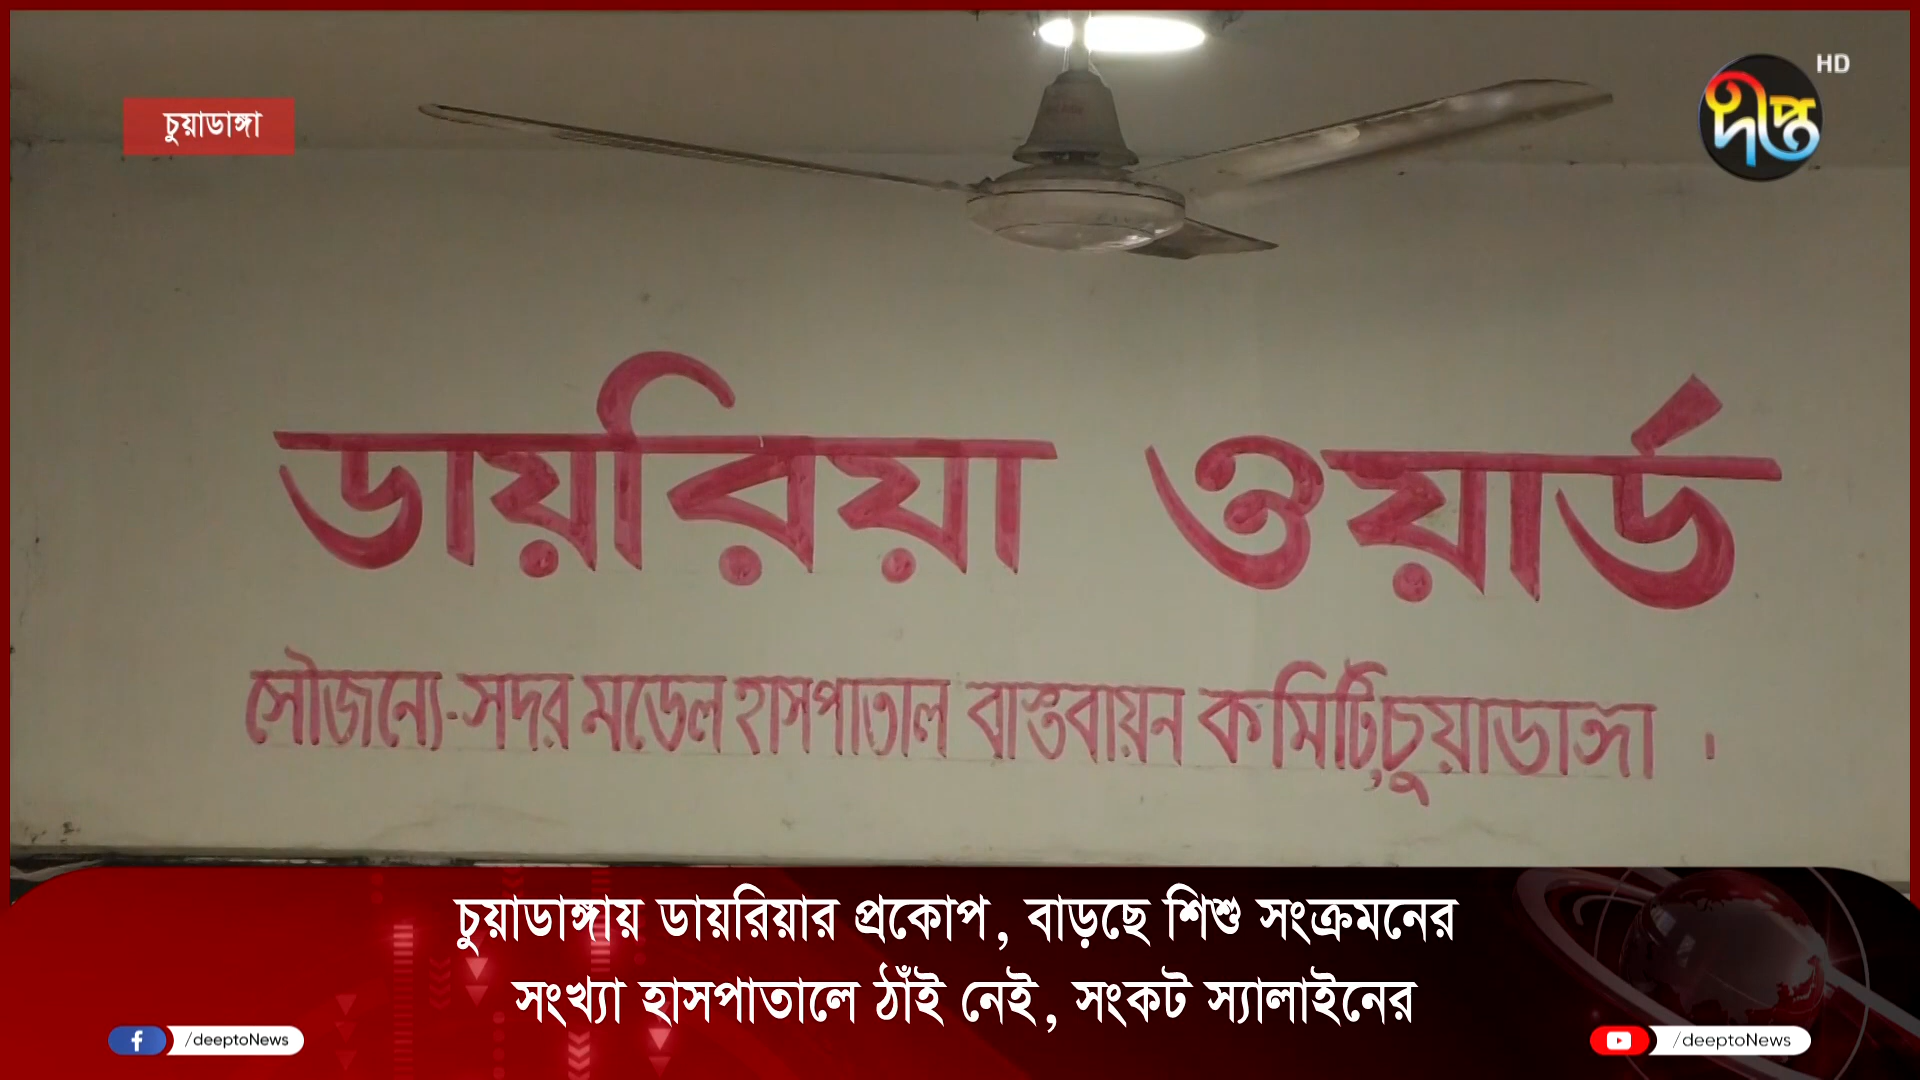 HD
দীপ্ত
চুয়াডাঙ্গা
ডায়রিয়া ওয়ার্ড
সৌজন্যে-সদর মডেল হাসপাতাল বাস্তবায়ন কমিটি,চুয়াডাঙ্গা ।
চুয়াডাঙ্গায় ডায়রিয়ার প্রকোপ, বাড়ছে শিশু সংক্রমনের
সংখ্যা হাসপাতালে ঠাঁই নেই, সংকট স্যালাইনের
/deeptoNews
/deeptoNews